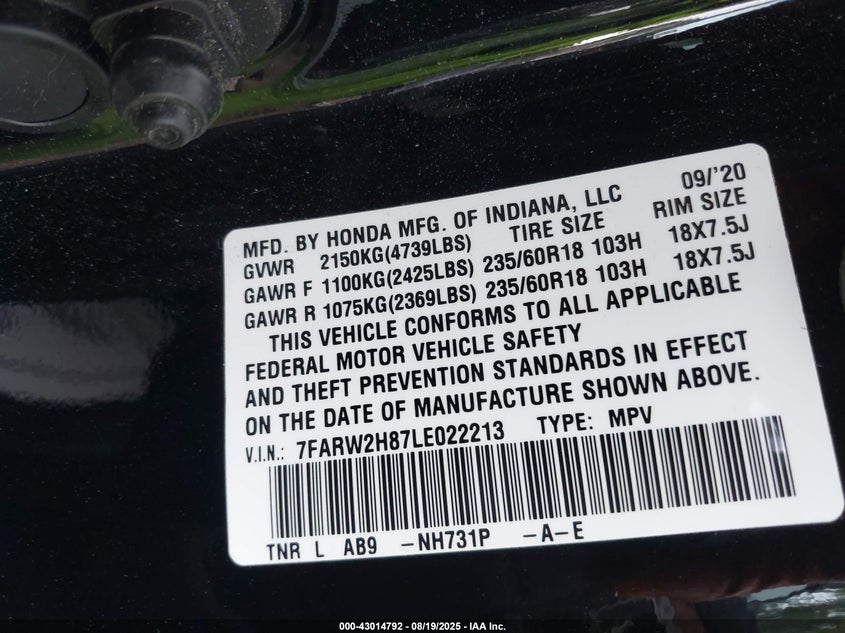 09/'20
MFD. BY HONDA MFG. OF INDIANA, LLC
GVWR 2150KG(4739LBS) TIRE SIZE RIM SIZE
GAWR F 1100KG(2425LBS) 235/60R18 103H 18X7.5J
GAWR R 1075KG(2369LBS) 235/60R18 103H 18X7.5J
THIS VEHICLE CONFORMS TO ALL APPLICABLE
FEDERAL MOTOR VEHICLE SAFETY
AND THEFT PREVENTION STANDARDS IN EFFECT
ON THE DATE OF MANUFACTURE SHOWN ABOVE.
V.I.N.: 7FARW2H87LE022213 TYPE: MPV
TNR L AB9 -NH731P -A-E
000-43014792 - 08/19/2025 - IAA Inc.